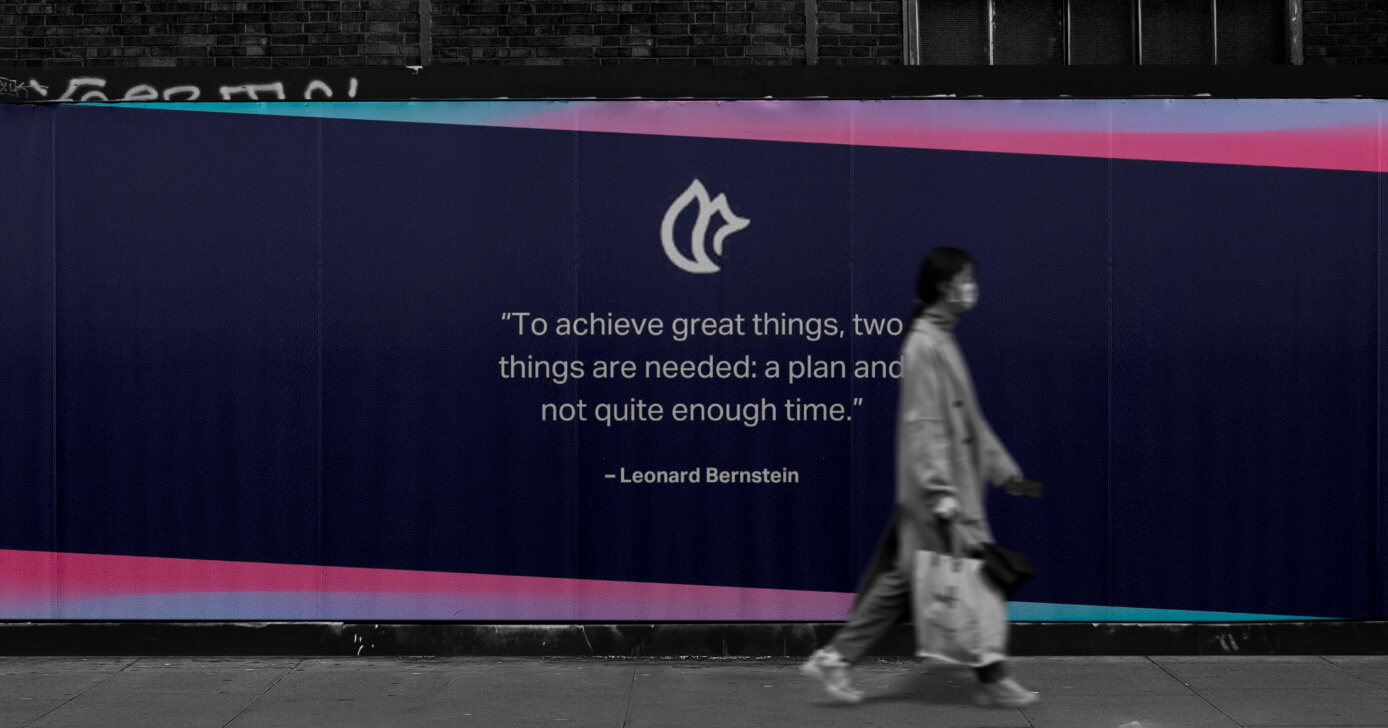 “To achieve great things, two
things are needed: a plan and
not quite enough time.”
– Leonard Bernstein